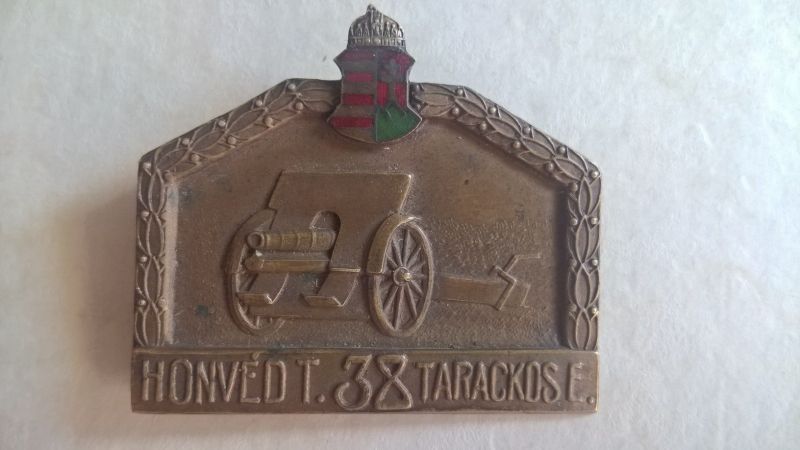 HONVÉD T. 38 TARACKOS E.